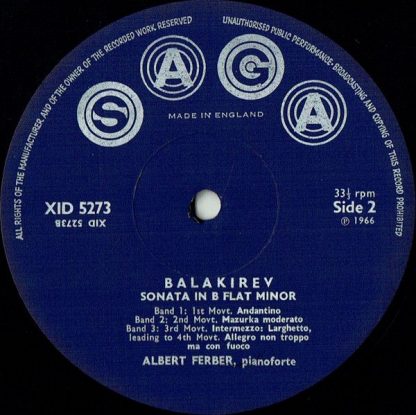 ALL RIGHTS OF THE MANUFACTURER AND OF THE OWNER OF THE RECORDED WORK RESERVED
UNAUTHORISED PUBLIC PERFORMANCE·BROADCASTING AND COPYING OF THIS RECORD PROHIBITED
SAGA
MADE IN ENGLAND
XID 5273
XID 5273B
33⅓ rpm
Side 2
℗ 1966
BALAKIREV
SONATA IN B FLAT MINOR
Band 1: 1st Movt. Andantino
Band 2: 2nd Movt. Mazurka moderato
Band 3: 3rd Movt. Intermezzo: Larghetto,
leading to 4th Movt. Allegro non troppo
ma con fuoco
ALBERT FERBER, pianoforte